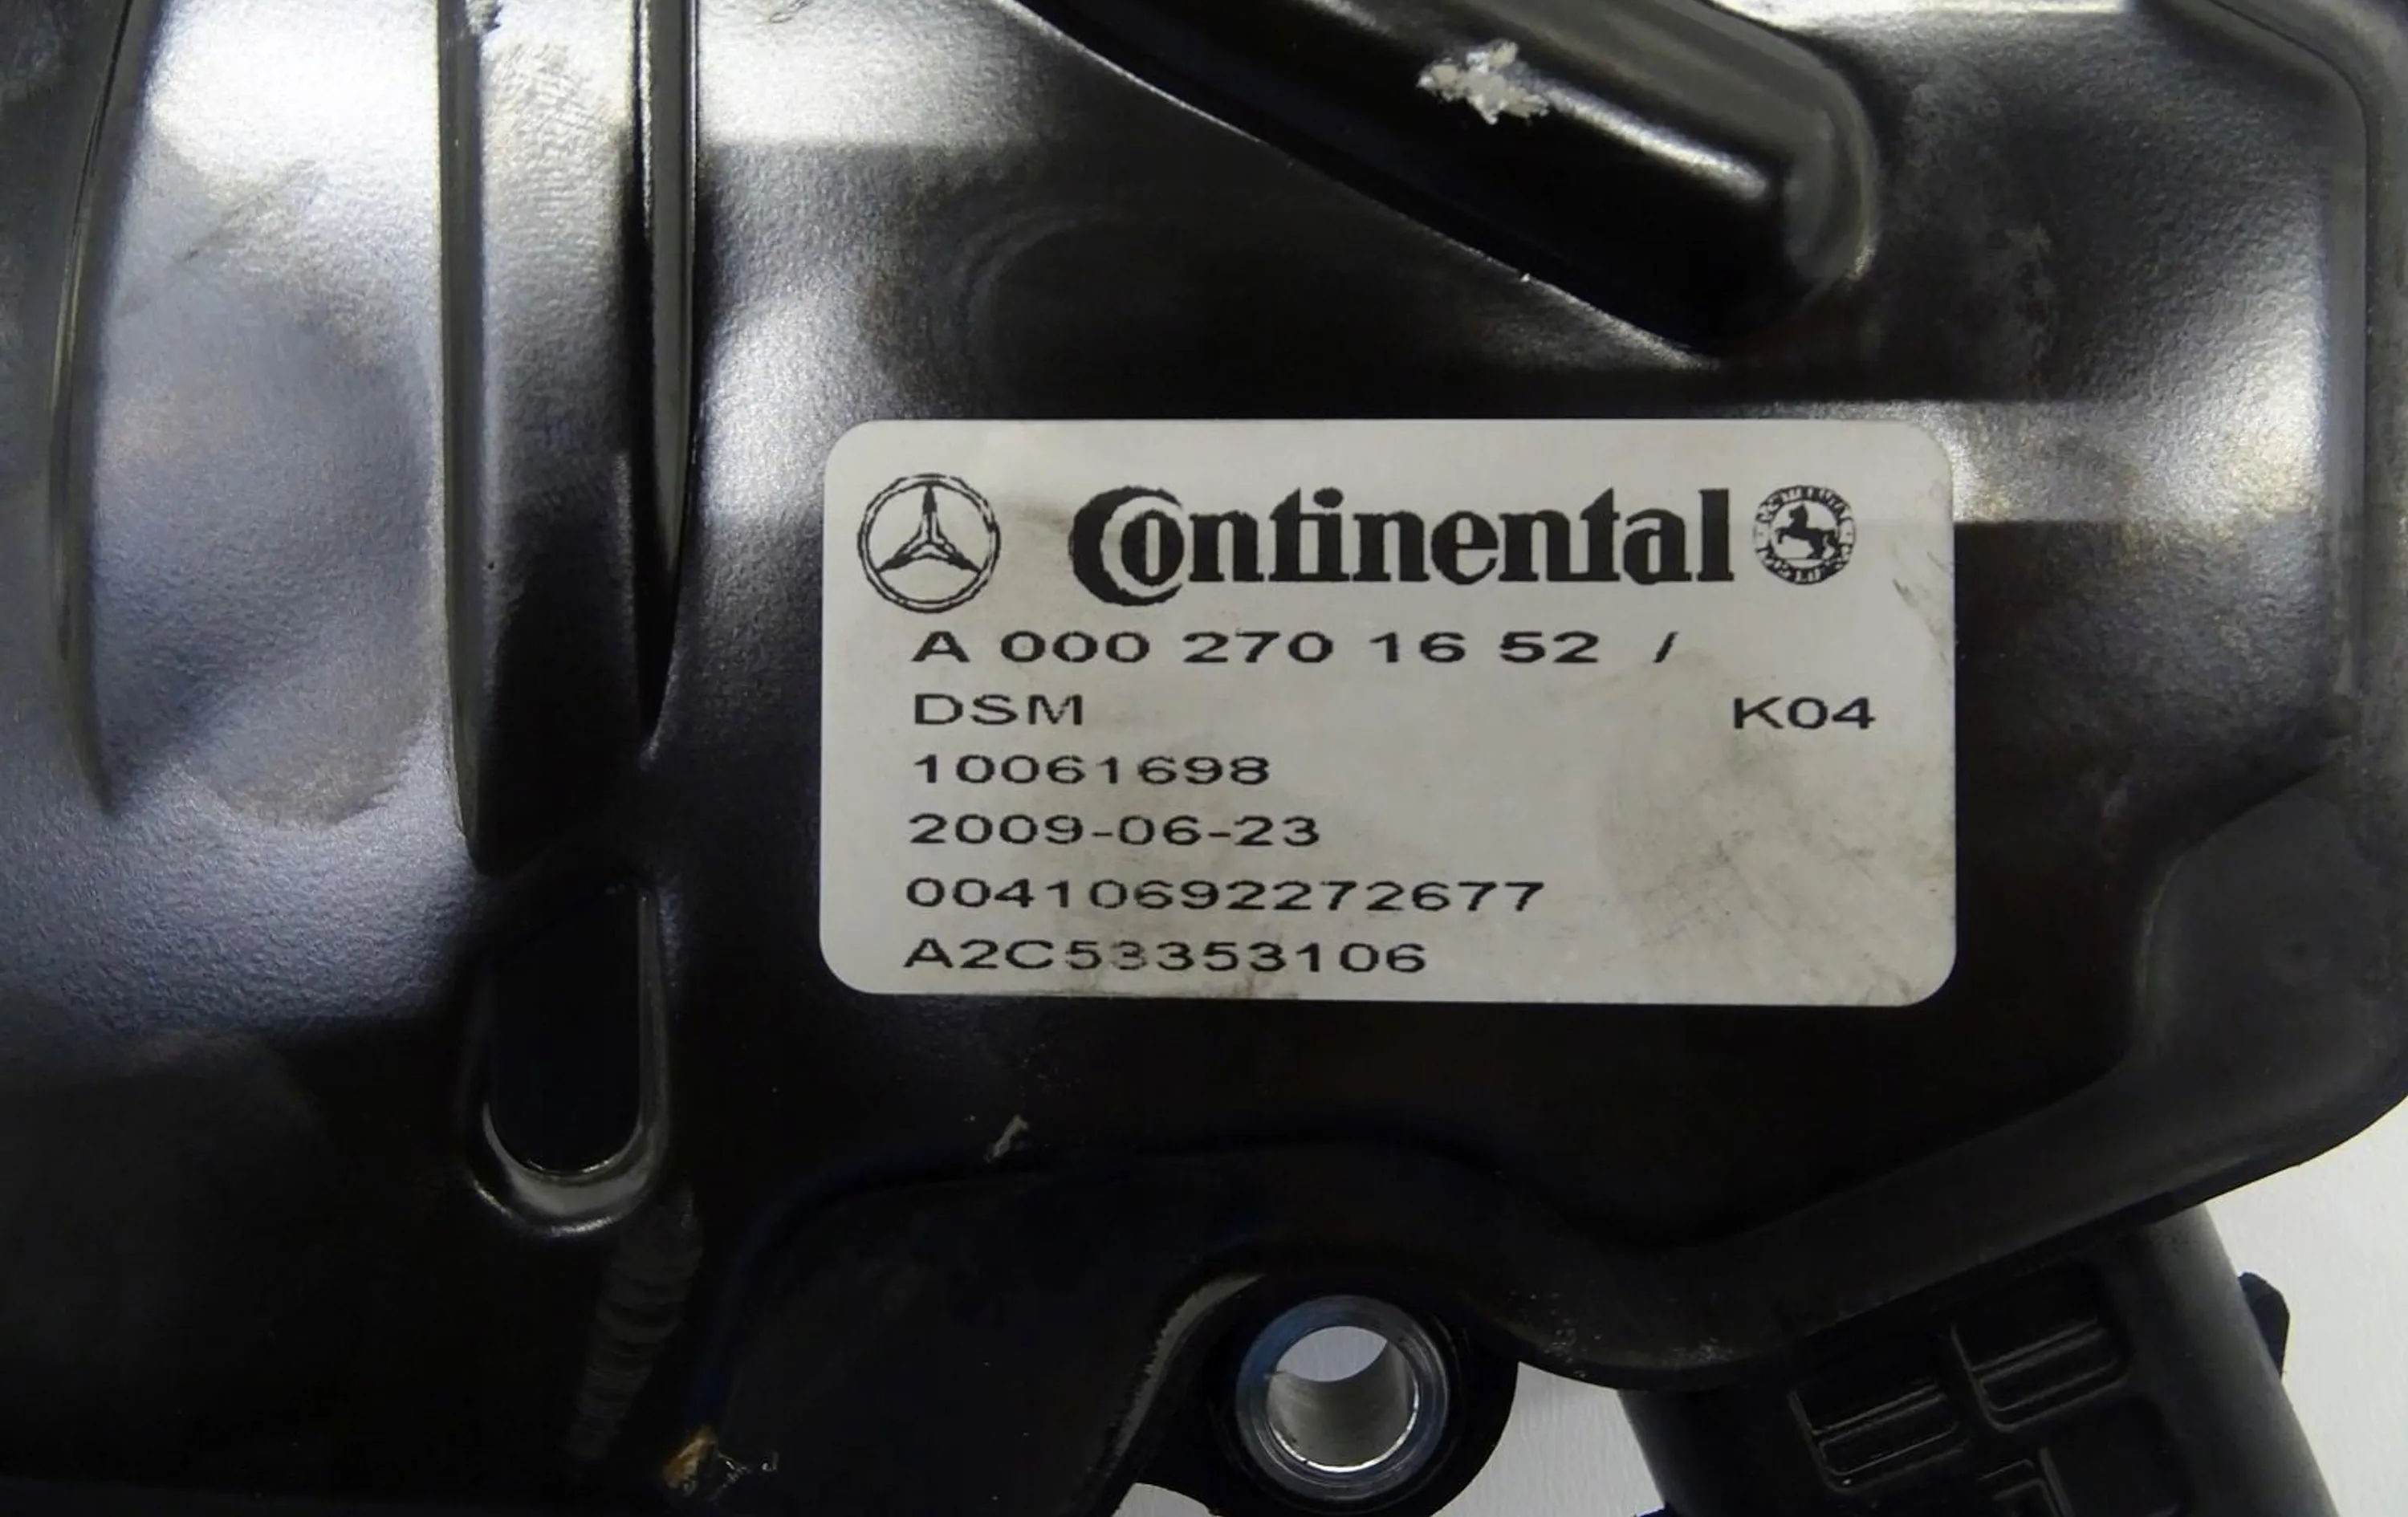 Continental
A 000 270 16 52 /
DSM K04
10061698
2009-06-23
00410692272677
A2C53353106